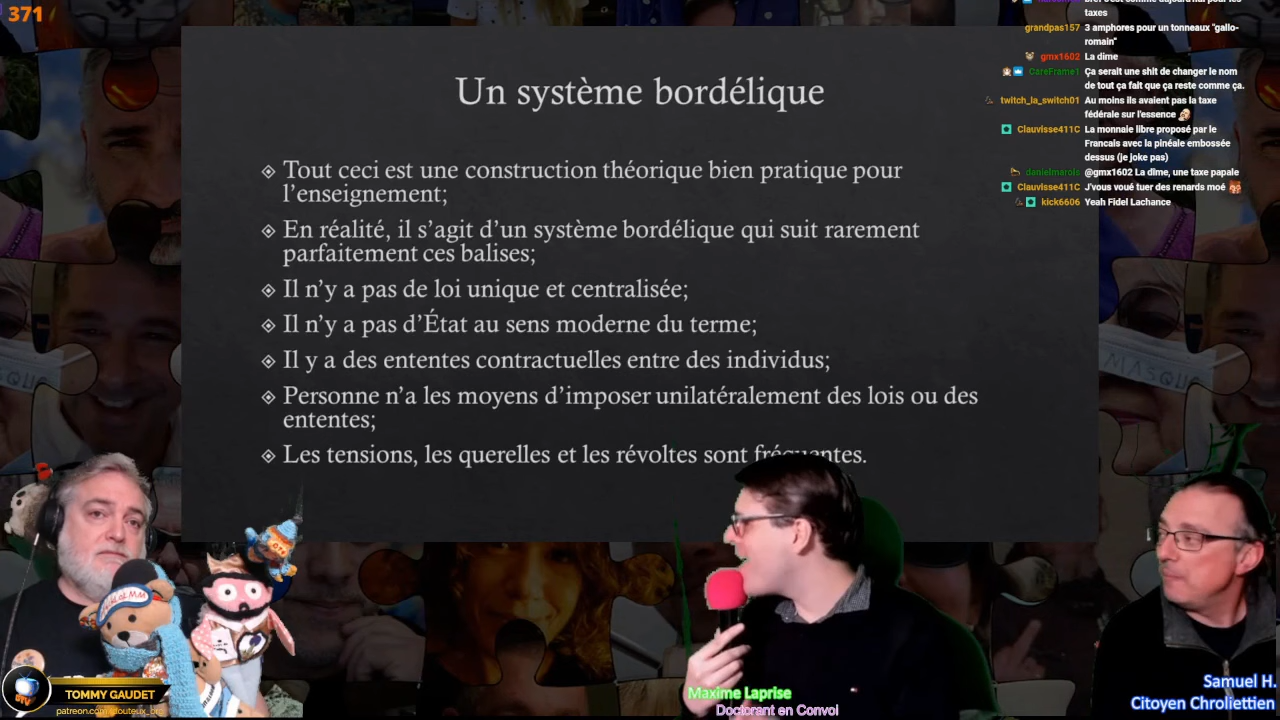 371
taxes
grandpas157 3 amphores pour un tonneaux "gallo-
romain"
gmx1602 La dime
CareFrame1 Ça serait une shit de changer le nom
de tout ça fait que ça reste comme ça.
twitch_la_switch01 Au moins ils avaient pas la taxe
fédérale sur l'essence
Clauvisse411C La monnaie libre proposé par le
Francais avec la pinéale embossée
dessus (je joke pas)
danielmarois @gmx1602 La dîme, une taxe papale
Clauvisse411C J'vous voué tuer des renards moé
kick6606 Yeah Fidel Lachance
Un système bordélique
Tout ceci est une construction théorique bien pratique pour
l'enseignement;
En réalité, il s'agit d'un système bordélique qui suit rarement
parfaitement ces balises;
Il n'y a pas de loi unique et centralisée;
Il n'y a pas d'État au sens moderne du terme;
Il y a des ententes contractuelles entre des individus;
Personne n'a les moyens d'imposer unilatéralement des lois ou des
ententes;
Les tensions, les querelles et les révoltes sont fréquentes.
MASQUE
TOMMY GAUDET
Maxime Laprise
Doctorant en Convoi
Samuel H.
Citoyen Chroliettien